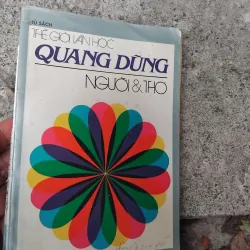 TỦ SÁCH
THẾ GIỚI VĂN HỌC
QUANG DŨNG
NGƯỜI & THƠ